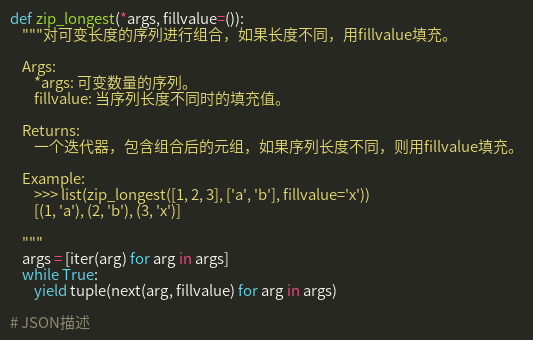 def zip_longest(*args, fillvalue=()):
"""对可变长度的序列进行组合，如果长度不同，用fillvalue填充。
Args:
*args: 可变数量的序列。
fillvalue: 当序列长度不同时的填充值。
Returns:
一个迭代器，包含组合后的元组，如果序列长度不同，则用fillvalue填充。
Example:
>>> list(zip_longest([1, 2, 3], ['a', 'b'], fillvalue='x'))
[(1, 'a'), (2, 'b'), (3, 'x')]
"""
args = [iter(arg) for arg in args]
while True:
yield tuple(next(arg, fillvalue) for arg in args)
# JSON描述